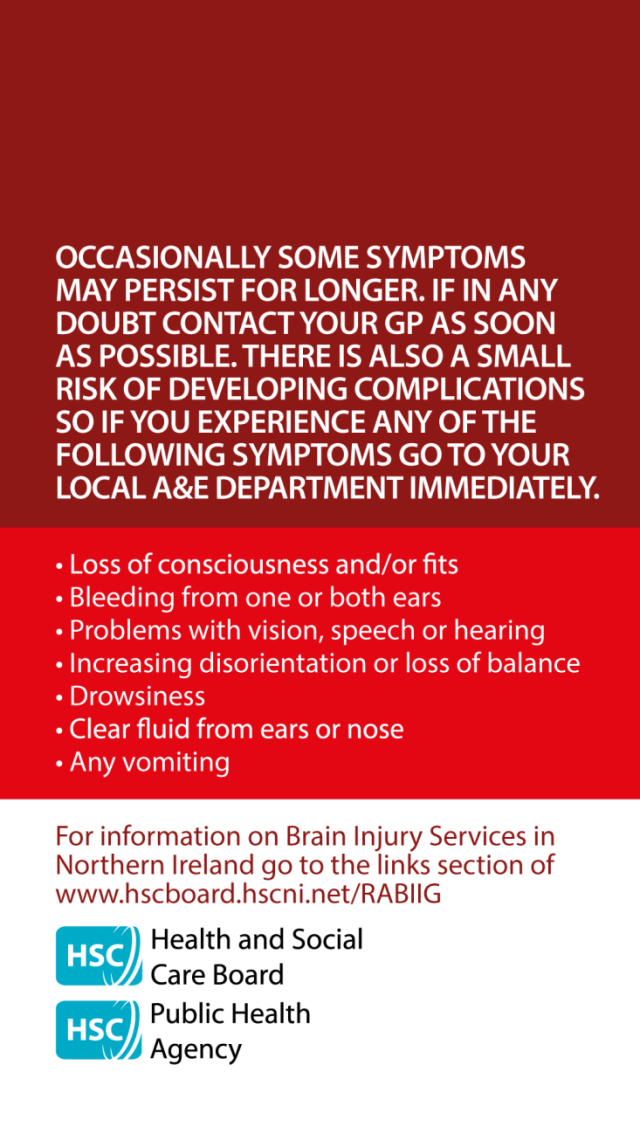 OCCASIONALLY SOME SYMPTOMS
MAY PERSIST FOR LONGER. IF IN ANY
DOUBT CONTACT YOUR GP AS SOON
AS POSSIBLE. THERE IS ALSO A SMALL
RISK OF DEVELOPING COMPLICATIONS
SO IF YOU EXPERIENCE ANY OF THE
FOLLOWING SYMPTOMS GO TO YOUR
LOCAL A&E DEPARTMENT IMMEDIATELY.
• Loss of consciousness and/or fits
• Bleeding from one or both ears
• Problems with vision, speech or hearing
• Increasing disorientation or loss of balance
• Drowsiness
• Clear fluid from ears or nose
• Any vomiting
For information on Brain Injury Services in
Northern Ireland go to the links section of
www.hscboard.hscni.net/RABIIG
HSC Health and Social
Care Board
HSC Public Health
Agency